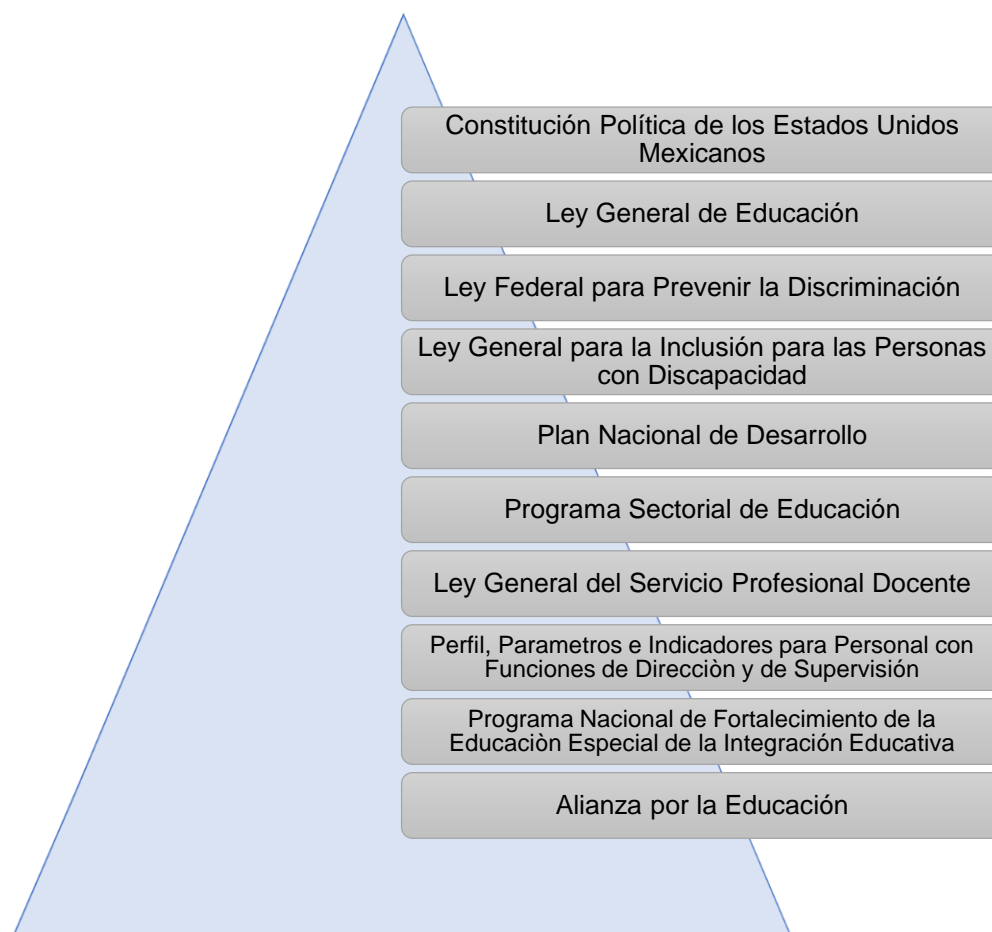 Constitución Política de los Estados Unidos
Mexicanos
Ley General de Educación
Ley Federal para Prevenir la Discriminación
Ley General para la Inclusión para las Personas
con Discapacidad
Plan Nacional de Desarrollo
Programa Sectorial de Educación
Ley General del Servicio Profesional Docente
Perfil, Parametros e Indicadores para Personal con
Funciones de Direcciòn y de Supervisión
Programa Nacional de Fortalecimiento de la
Educaciòn Especial de la Integración Educativa
Alianza por la Educación